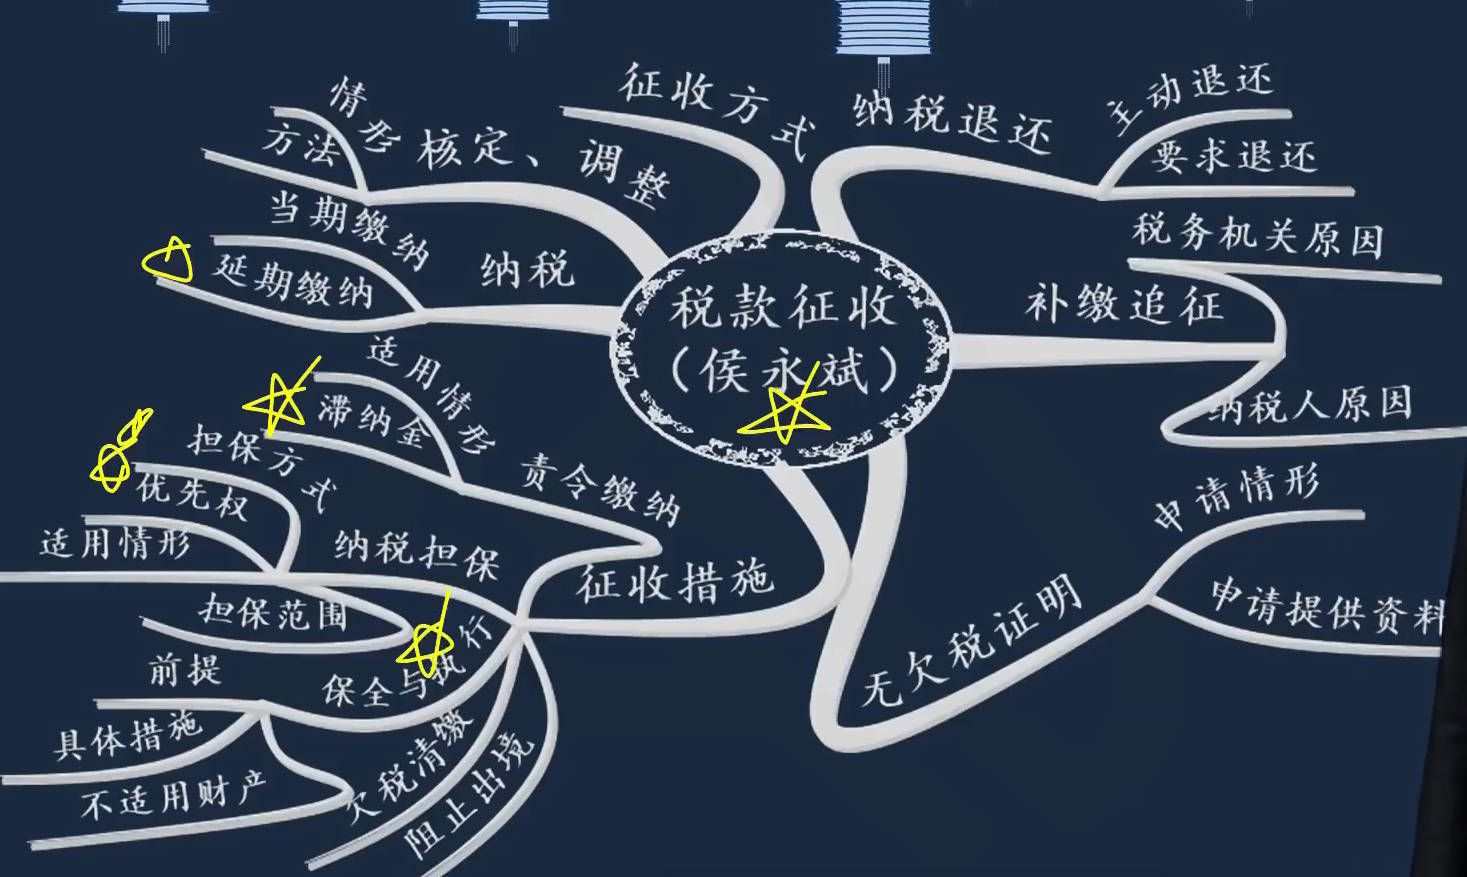 税款征收
（侯永斌）
征收方式
核定、调整
情形
方法
纳税
当期缴纳
延期缴纳
征收措施
责令缴纳
适用情形
滞纳金
纳税担保
担保方式
优先权
适用情形
担保范围
保全与执行
前提
具体措施
不适用财产
欠税清缴
阻止出境
纳税退还
主动退还
要求退还
补缴追征
税务机关原因
纳税人原因
无欠税证明
申请情形
申请提供资料